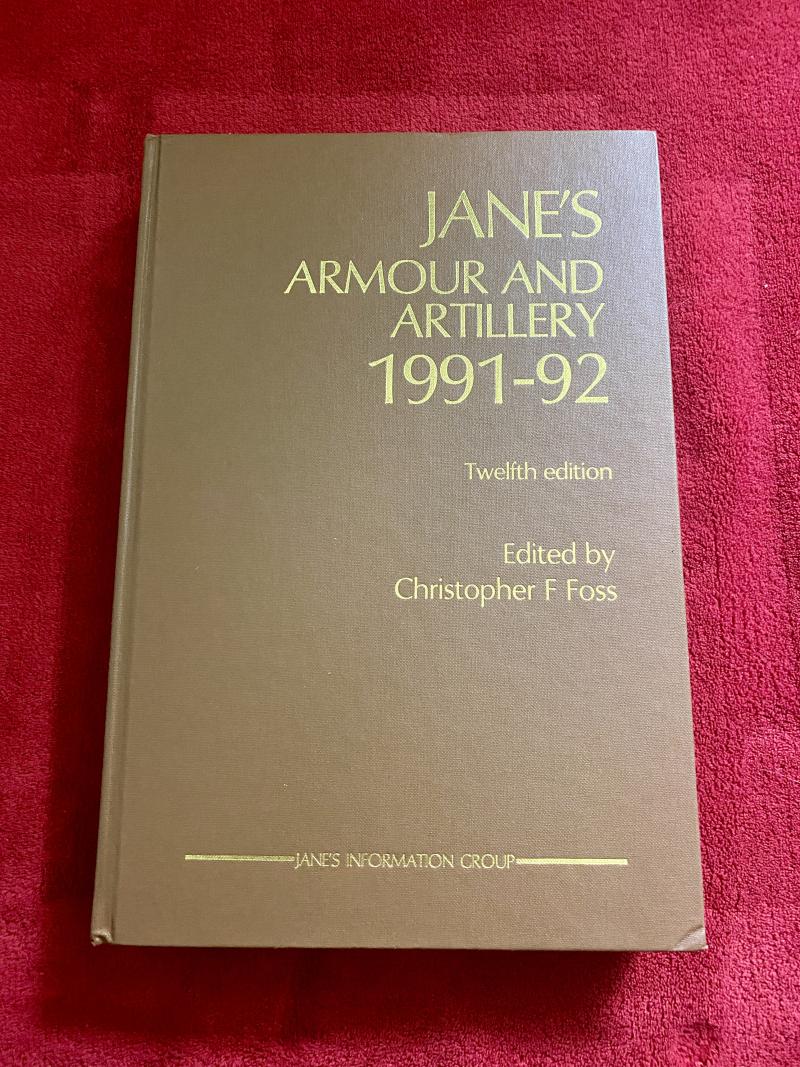 JANE'S
ARMOUR AND
ARTILLERY
1991-92
Twelfth edition
Edited by
Christopher F Foss
JANE'S INFORMATION GROUP